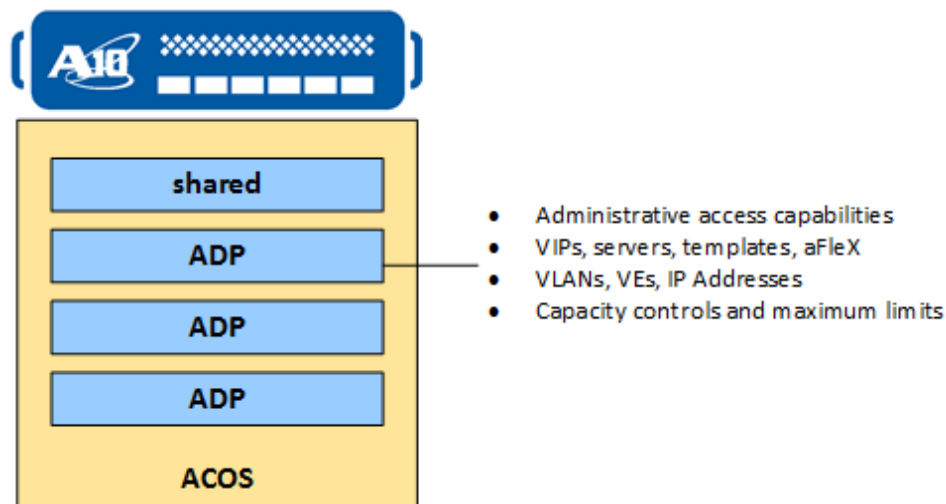 A10
shared
ADP
ADP
ADP
ACOS
• Administrative access capabilities
• VIPs, servers, templates, aFleX
• VLANs, VEs, IP Addresses
• Capacity controls and maximum limits